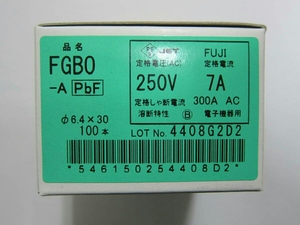 品名
FGBO
-A PbF
φ6.4×30
100本
JET FUJI
定格電圧(AC) 定格電流
250V 7A
定格しゃ断電流 300A AC
溶断特性 Ⓑ 電子機器用
LOT No. 4408G2D2
*546150254408D2*